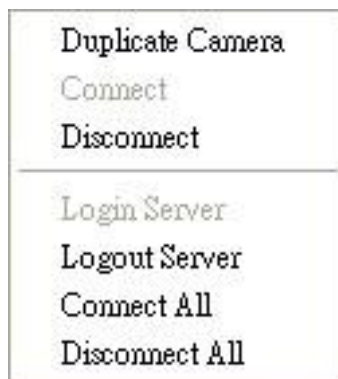 Duplicate Camera
Connect
Disconnect
Login Server
Logout Server
Connect All
Disconnect All